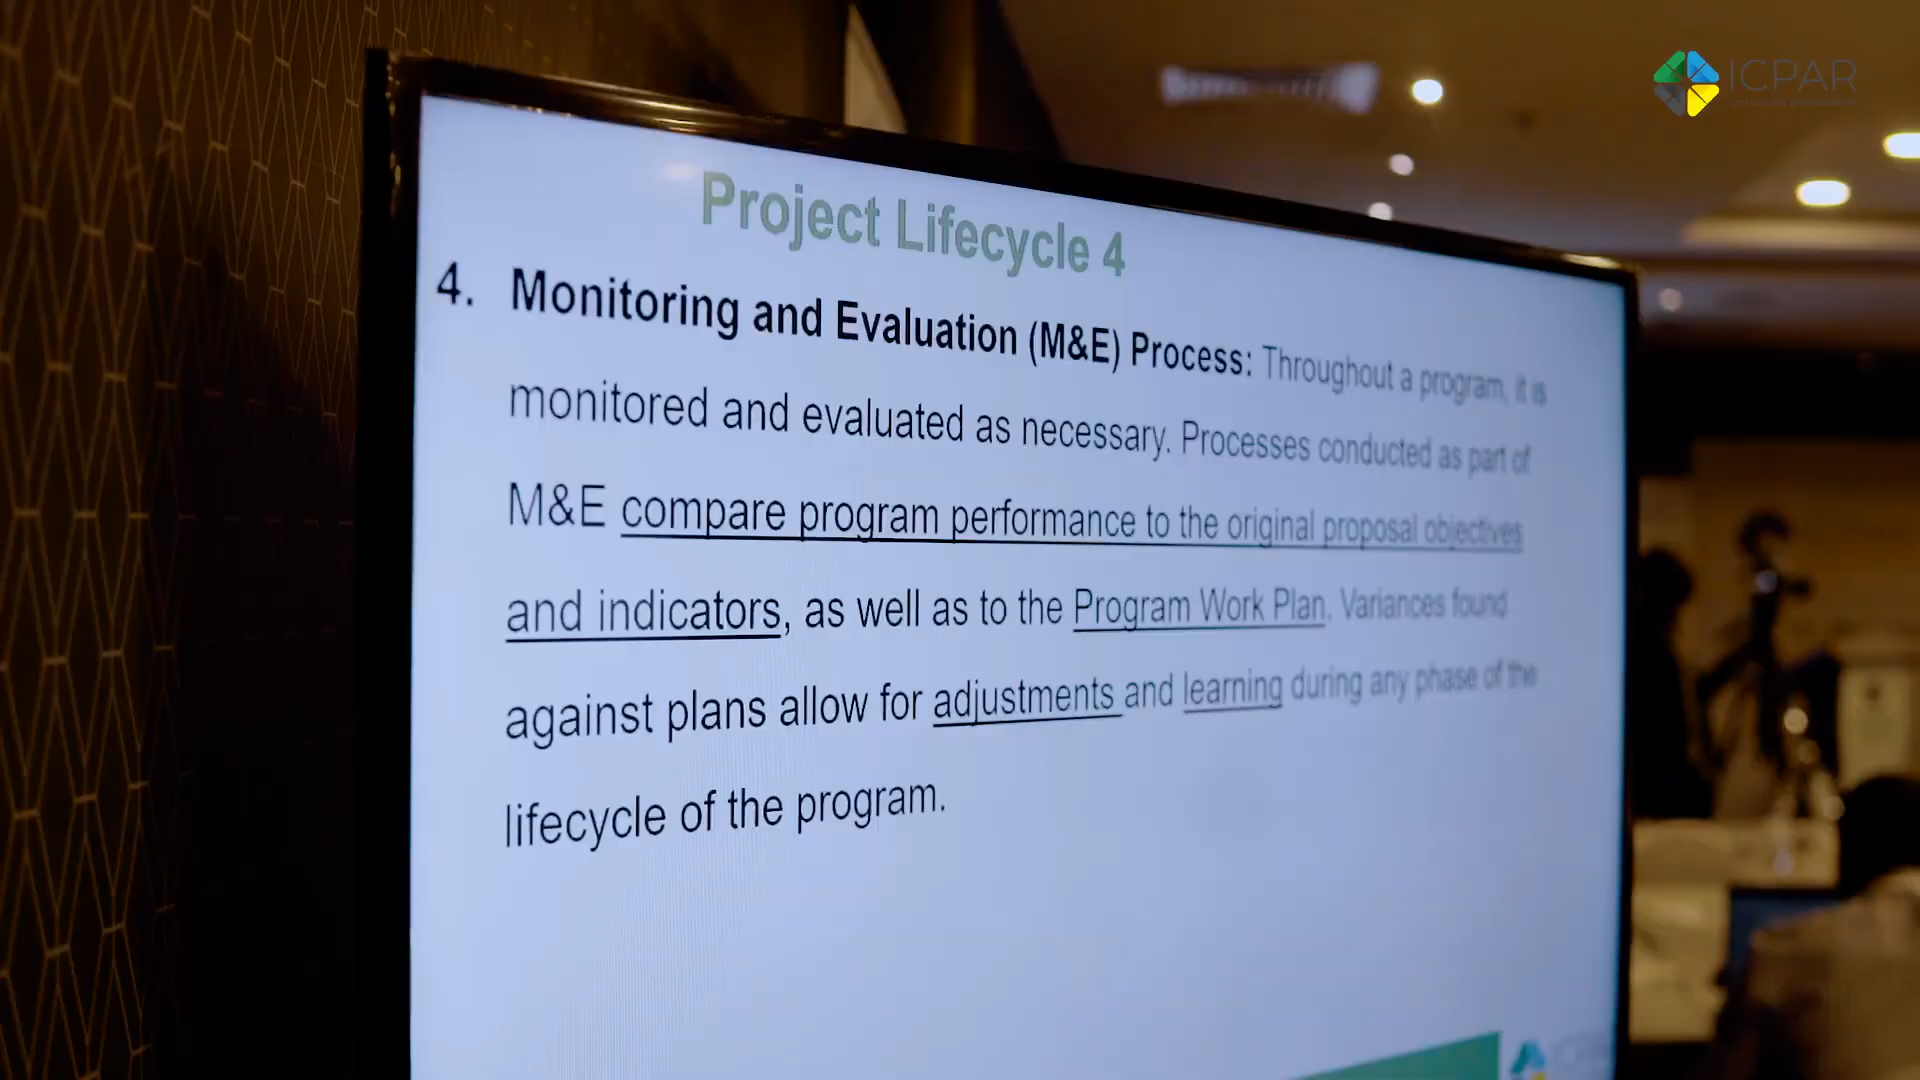 ICPAR
Project Lifecycle 4
4. Monitoring and Evaluation (M&E) Process: Throughout a program, it is
monitored and evaluated as necessary. Processes conducted as part of
M&E compare program performance to the original proposal objectives
and indicators, as well as to the Program Work Plan. Variances found
against plans allow for adjustments and learning during any phase of the
lifecycle of the program.